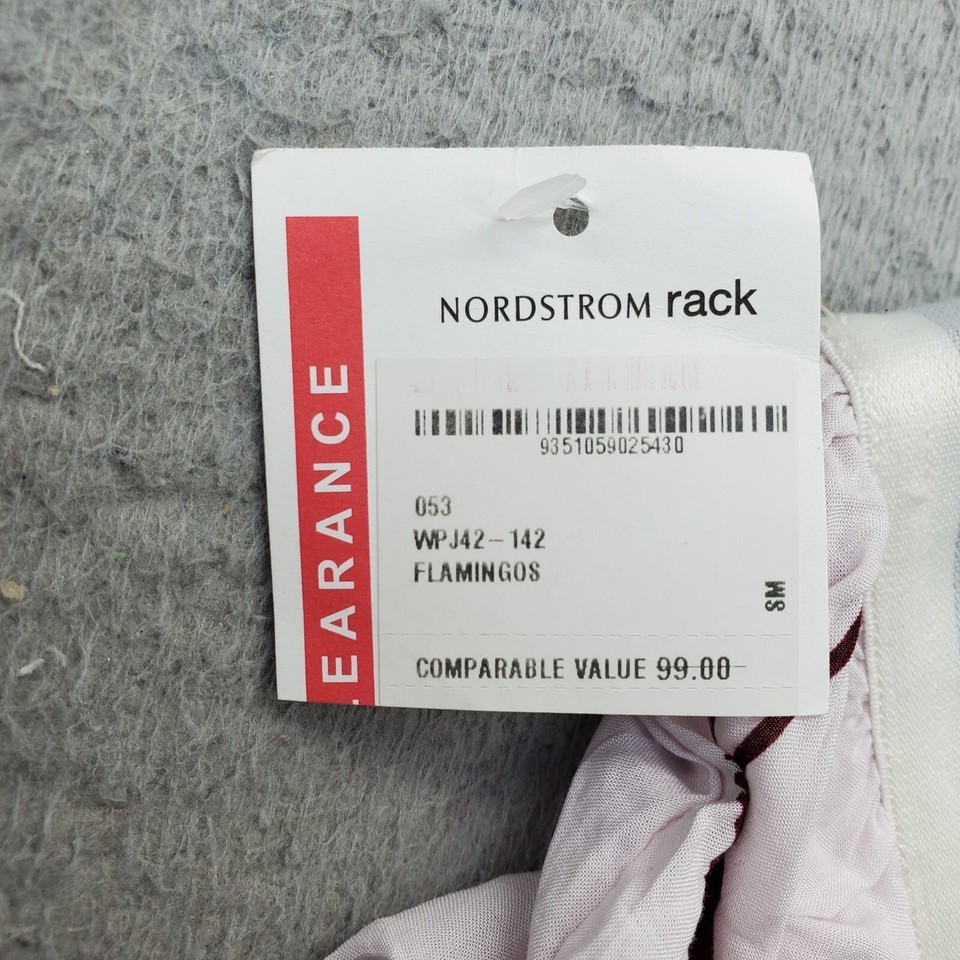 NORDSTROM rack
LEARANCE
9351059025430
053
WPJ42-142
FLAMINGOS
SM
COMPARABLE VALUE 99.00